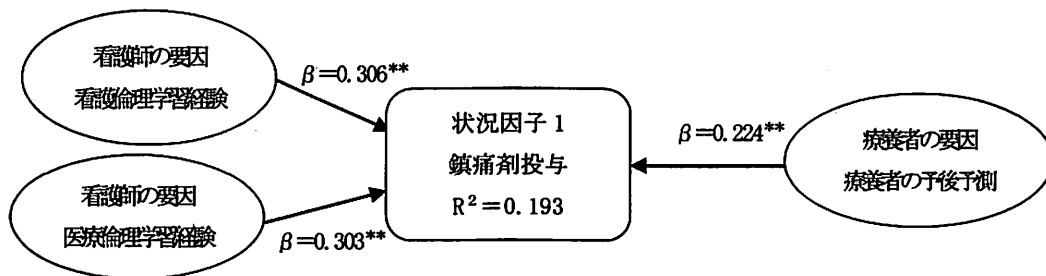 看護師の要因
看護倫理学習経験
β＝0.306**
状況因子1
鎮痛剤投与
R²＝0.193
β＝0.224**
療養者の要因
療養者の予後予測
看護師の要因
医療倫理学習経験
β＝0.303**